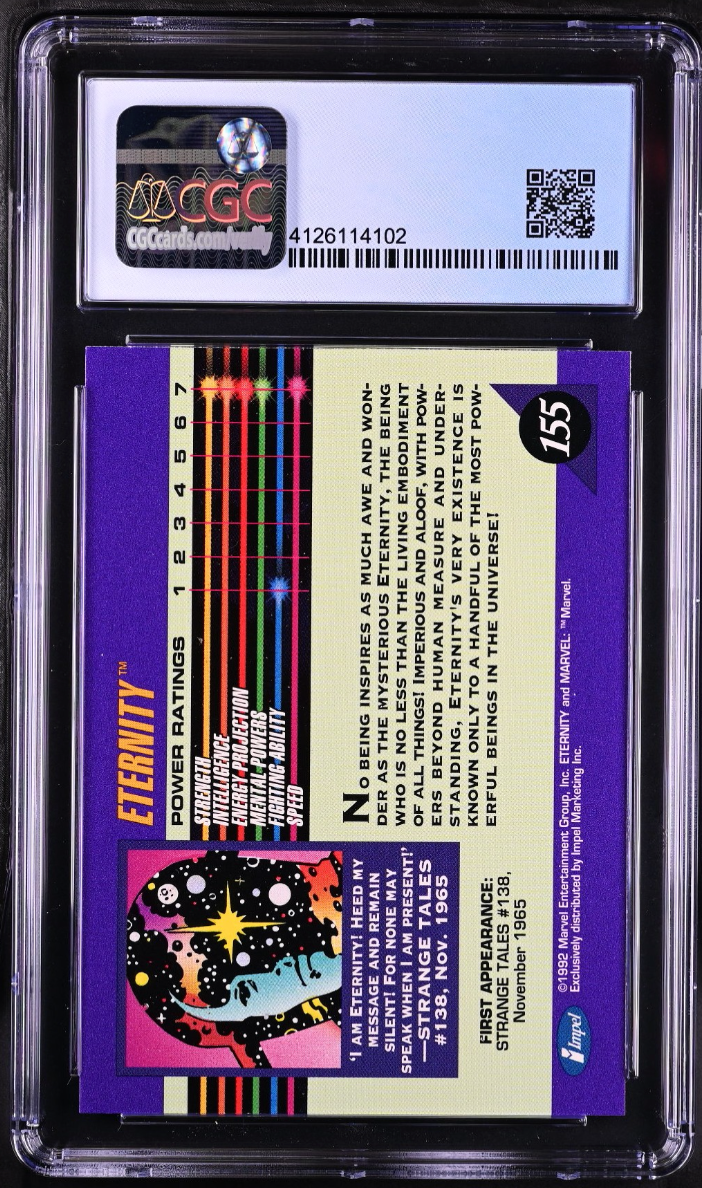 CGC
CGCcards.com/verify
4126114102
ETERNITY™
POWER RATINGS 1 2 3 4 5 6 7
STRENGTH
INTELLIGENCE
ENERGY PROJECTION
MENTAL POWERS
FIGHTING ABILITY
SPEED
NO BEING INSPIRES AS MUCH AWE AND WON-
DER AS THE MYSTERIOUS ETERNITY, THE BEING
WHO IS NO LESS THAN THE LIVING EMBODIMENT
OF ALL THINGS! IMPERIOUS AND ALOOF, WITH POW-
ERS BEYOND HUMAN MEASURE AND UNDER-
STANDING, ETERNITY'S VERY EXISTENCE IS
KNOWN ONLY TO A HANDFUL OF THE MOST POW-
ERFUL BEINGS IN THE UNIVERSE!
155
'I AM ETERNITY! HEED MY
MESSAGE AND REMAIN
SILENT! FOR NONE MAY
SPEAK WHEN I AM PRESENT!'
—STRANGE TALES
#138, NOV. 1965
FIRST APPEARANCE:
STRANGE TALES #138,
November 1965
Impel
©1992 Marvel Entertainment Group, Inc. ETERNITY and MARVEL: ™Marvel.
Exclusively distributed by Impel Marketing Inc.